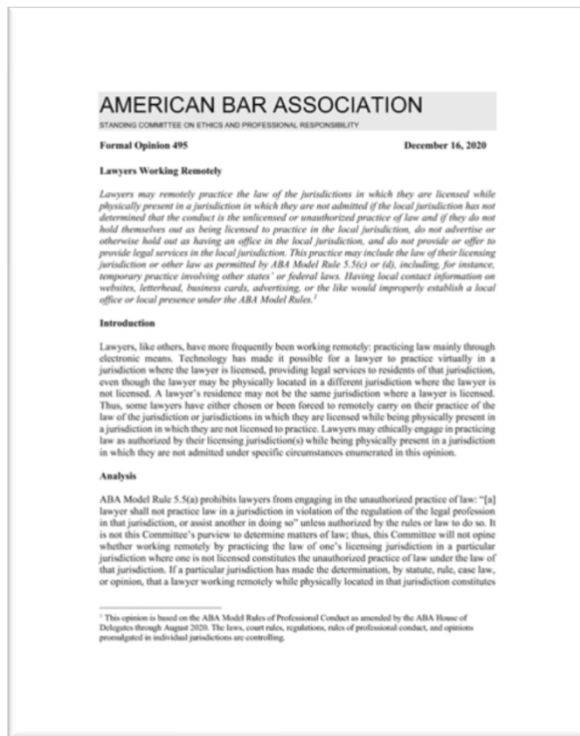 AMERICAN BAR ASSOCIATION
STANDING COMMITTEE ON ETHICS AND PROFESSIONAL RESPONSIBILITY
Formal Opinion 495 December 16, 2020
Lawyers Working Remotely
Lawyers may remotely practice the law of the jurisdictions in which they are licensed while
physically present in a jurisdiction in which they are not admitted if the local jurisdiction has not
determined that the conduct is the unlicensed or unauthorized practice of law and if they do not
hold themselves out as being licensed to practice in the local jurisdiction, do not advertise or
otherwise hold out as having an office in the local jurisdiction, and do not provide or offer to
provide legal services in the local jurisdiction. This practice may include the law of their licensing
jurisdiction or other law as permitted by ABA Model Rule 5.5(c) or (d), including, for instance,
temporary practice involving other states’ or federal laws. Having local contact information on
websites, letterhead, business cards, advertising, or the like would improperly establish a local
office or local presence under the ABA Model Rules.1
Introduction
Lawyers, like others, have more frequently been working remotely: practicing law mainly through
electronic means. Technology has made it possible for a lawyer to practice virtually in a
jurisdiction where the lawyer is licensed, providing legal services to residents of that jurisdiction,
even though the lawyer may be physically located in a different jurisdiction where the lawyer is
not licensed. A lawyer’s residence may not be the same jurisdiction where a lawyer is licensed.
Thus, some lawyers have either chosen or been forced to remotely carry on their practice of the
law of the jurisdiction or jurisdictions in which they are licensed while being physically present in
a jurisdiction in which they are not licensed to practice. Lawyers may ethically engage in practicing
law as authorized by their licensing jurisdiction(s) while being physically present in a jurisdiction
in which they are not admitted under specific circumstances enumerated in this opinion.
Analysis
ABA Model Rule 5.5(a) prohibits lawyers from engaging in the unauthorized practice of law: “[a]
lawyer shall not practice law in a jurisdiction in violation of the regulation of the legal profession
in that jurisdiction, or assist another in doing so” unless authorized by the rules or law to do so. It
is not this Committee’s purview to determine matters of law; thus, this Committee will not opine
whether working remotely by practicing the law of one’s licensing jurisdiction in a particular
jurisdiction where one is not licensed constitutes the unauthorized practice of law under the law of
that jurisdiction. If a particular jurisdiction has made the determination, by statute, rule, case law,
or opinion, that a lawyer working remotely while physically located in that jurisdiction constitutes
1 This opinion is based on the ABA Model Rules of Professional Conduct as amended by the ABA House of
Delegates through August 2020. The laws, court rules, regulations, rules of professional conduct, and opinions
promulgated in individual jurisdictions are controlling.